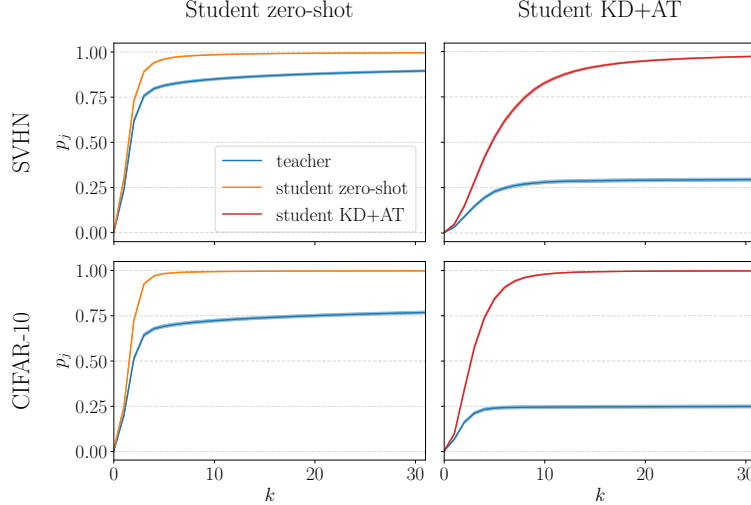 Student zero-shot
Student KD+AT
SVHN
p_j
1.00
0.75
0.50
0.25
0.00
teacher
student zero-shot
student KD+AT
CIFAR-10
p_j
1.00
0.75
0.50
0.25
0.00
0 10 20 30
k
0 10 20 30
k